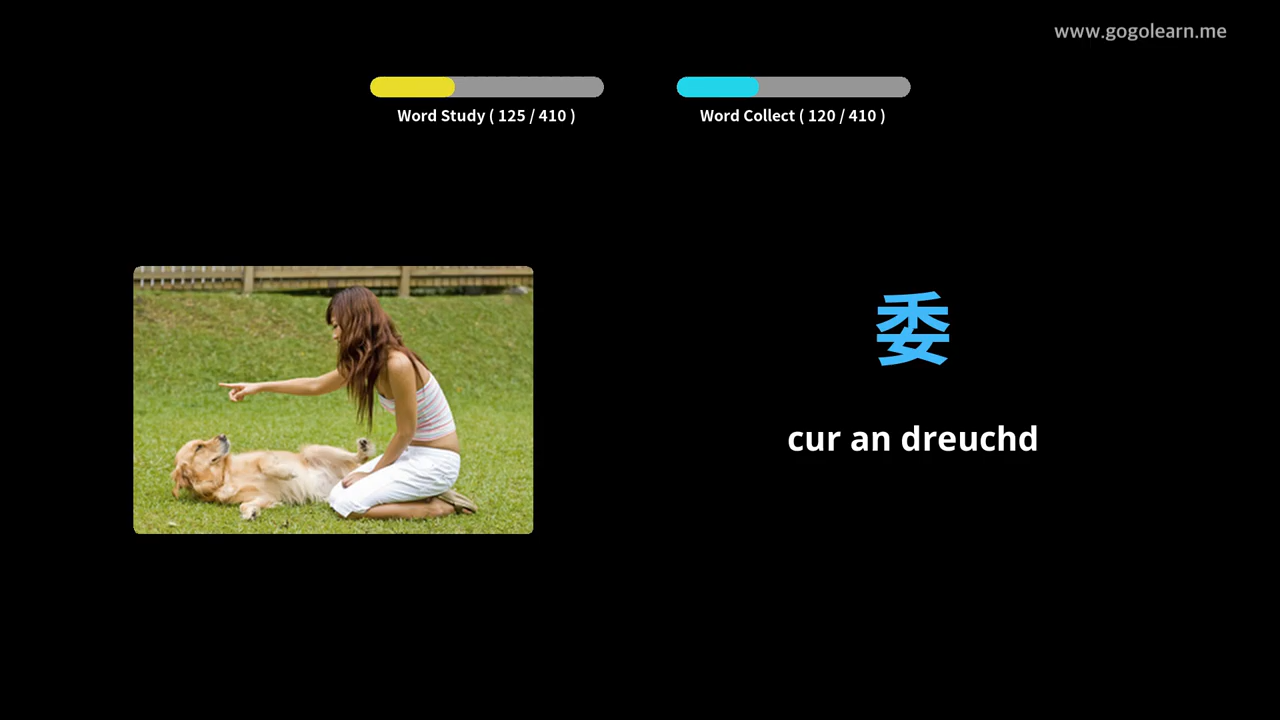 www.gogolearn.me
Word Study ( 125 / 410 )
Word Collect ( 120 / 410 )
委
cur an dreuchd